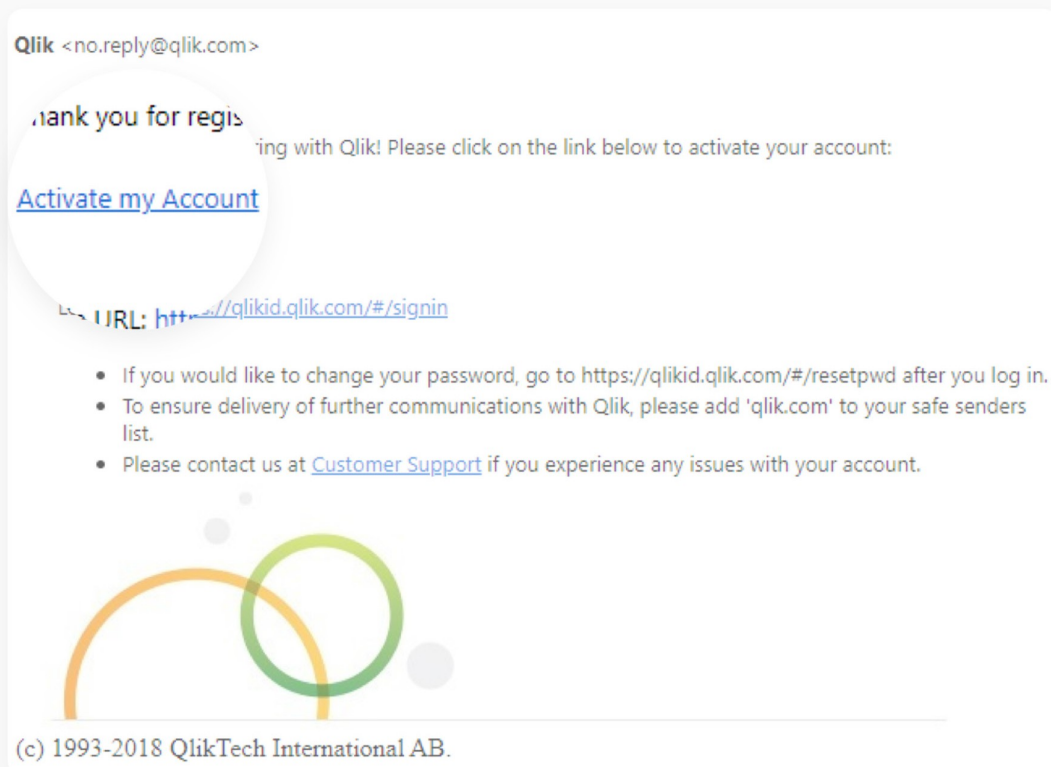 Qlik <no.reply@qlik.com>
hank you for regis
ring with Qlik! Please click on the link below to activate your account:
Activate my Account
URL: http
://qlikid.qlik.com/#/signin
• If you would like to change your password, go to https://qlikid.qlik.com/#/resetpwd after you log in.
• To ensure delivery of further communications with Qlik, please add 'qlik.com' to your safe senders
list.
• Please contact us at Customer Support if you experience any issues with your account.
(c) 1993-2018 QlikTech International AB.